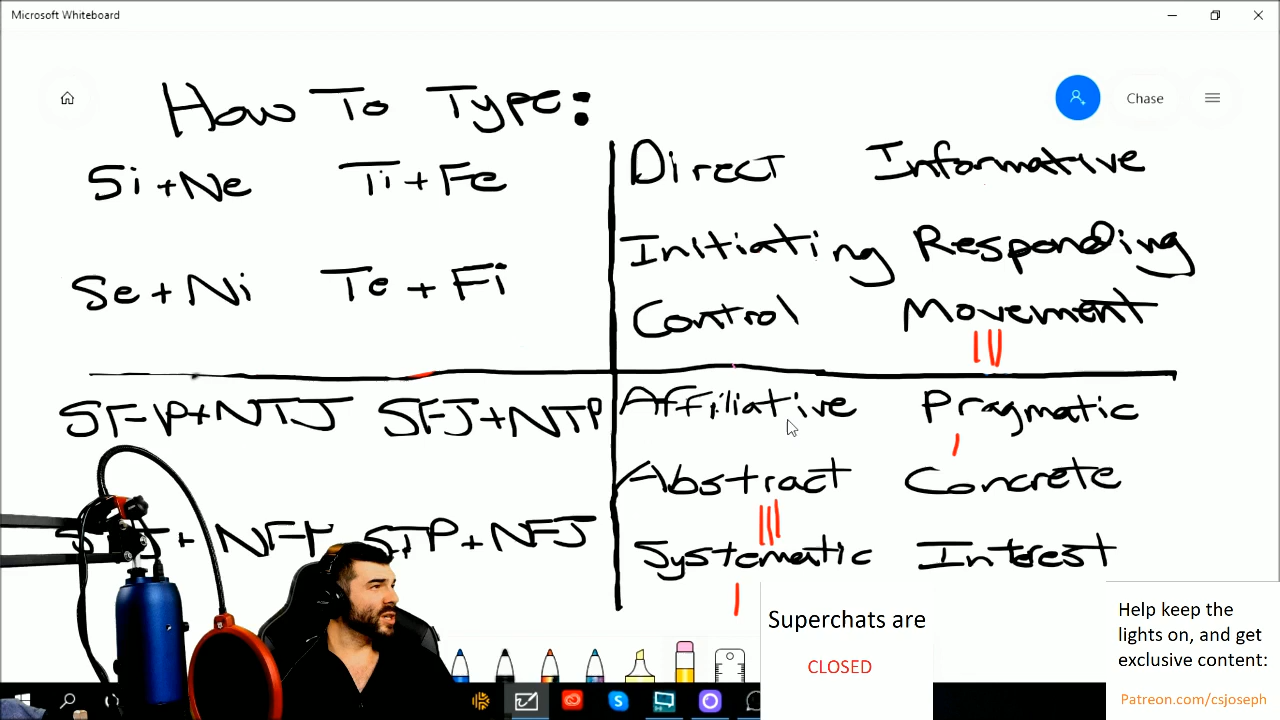 Microsoft Whiteboard
Chase
How To Type:
Si+Ne Ti+Fe
Se+Ni Te+Fi
Direct Informative
Initiating Responding
Control Movement
SFP+NTJ SFJ+NTP
+ NFP STP+NFJ
Affiliative Pragmatic
Abstract Concrete
Systematic Interest
Superchats are
CLOSED
Help keep the
lights on, and get
exclusive content:
Patreon.com/csjoseph